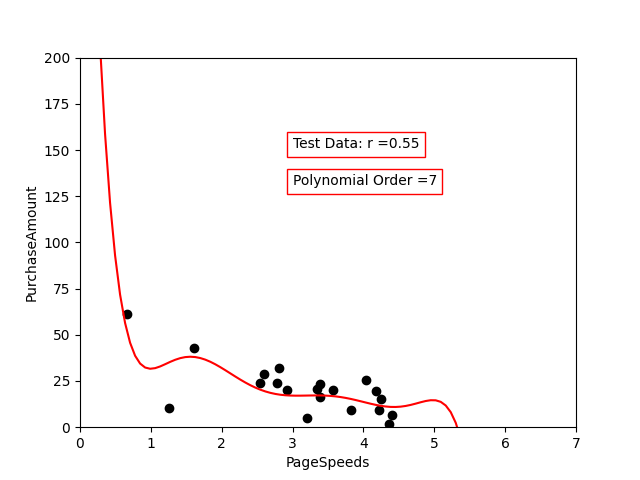 200
175
150
125
100
75
50
25
0
PurchaseAmount
Test Data: r =0.55
Polynomial Order =7
0 1 2 3 4 5 6 7
PageSpeeds